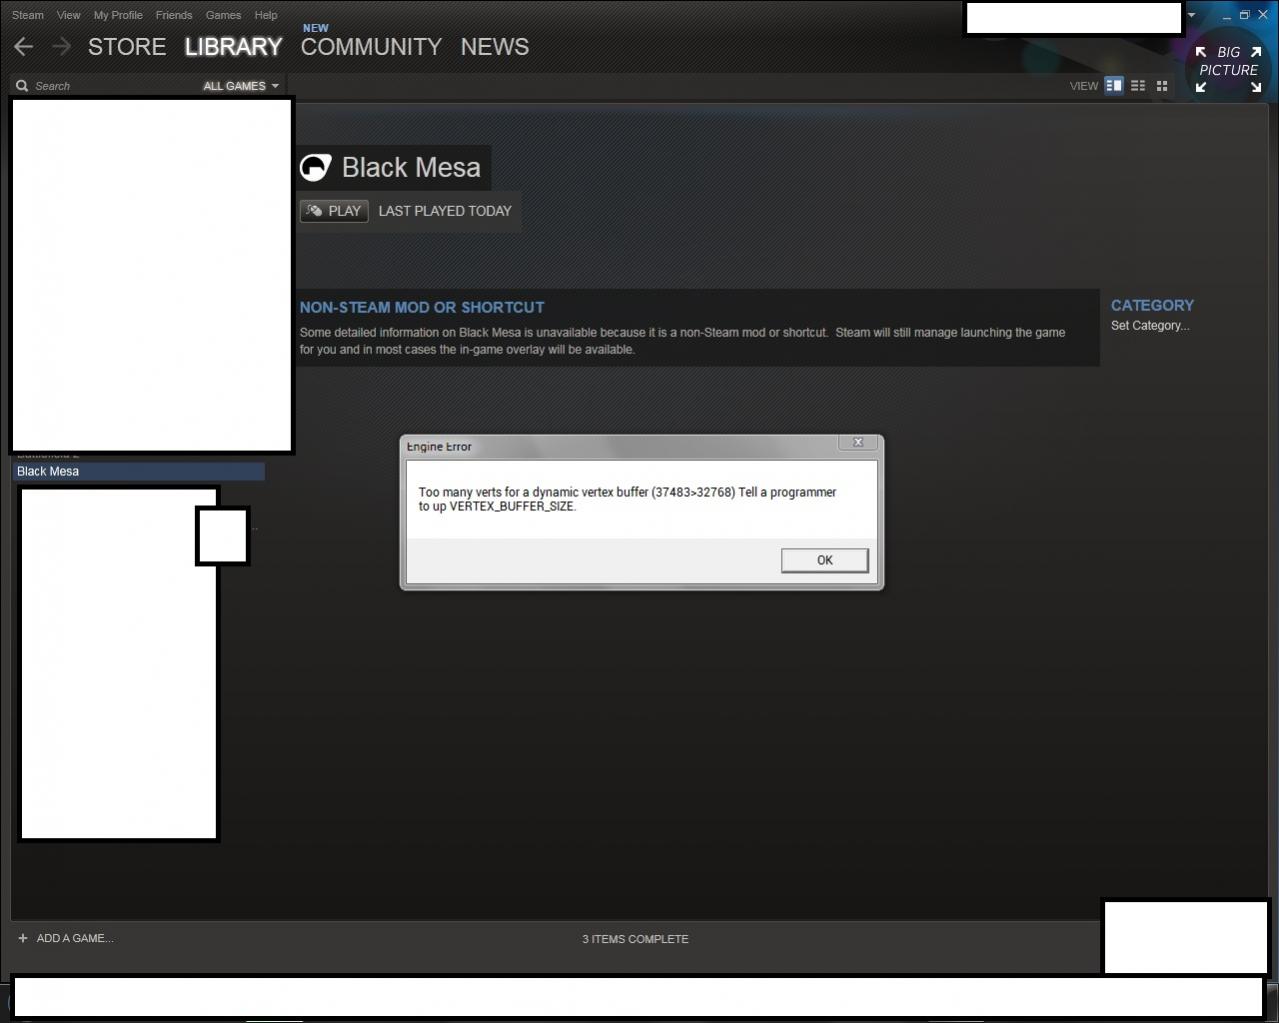 Steam View My Profile Friends Games Help
NEW
STORE LIBRARY COMMUNITY NEWS
BIG
PICTURE
Search ALL GAMES VIEW
Black Mesa
PLAY LAST PLAYED TODAY
NON-STEAM MOD OR SHORTCUT
Some detailed information on Black Mesa is unavailable because it is a non-Steam mod or shortcut. Steam will still manage launching the game
for you and in most cases the in-game overlay will be available.
CATEGORY
Set Category...
Engine Error
Too many verts for a dynamic vertex buffer (37483>32768) Tell a programmer
to up VERTEX_BUFFER_SIZE.
OK
Black Mesa
+ ADD A GAME...
3 ITEMS COMPLETE